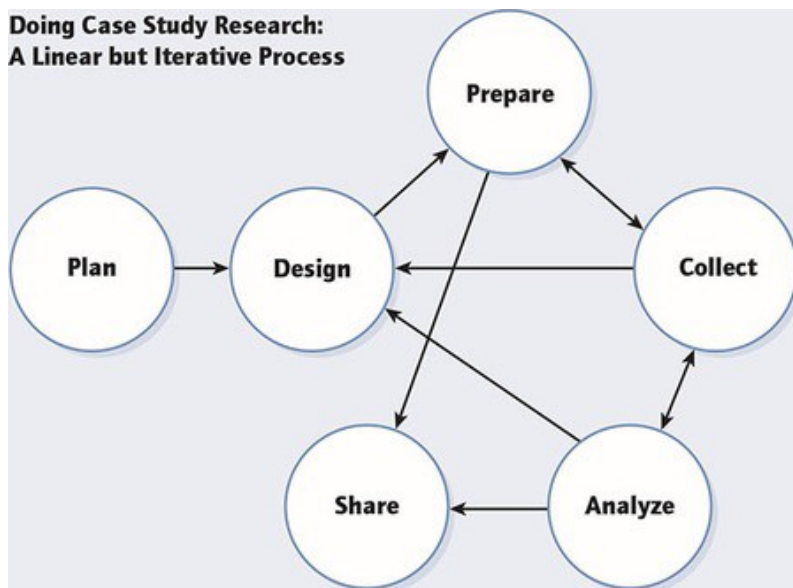 Doing Case Study Research:
A Linear but Iterative Process
Prepare
Plan
Design
Collect
Share
Analyze